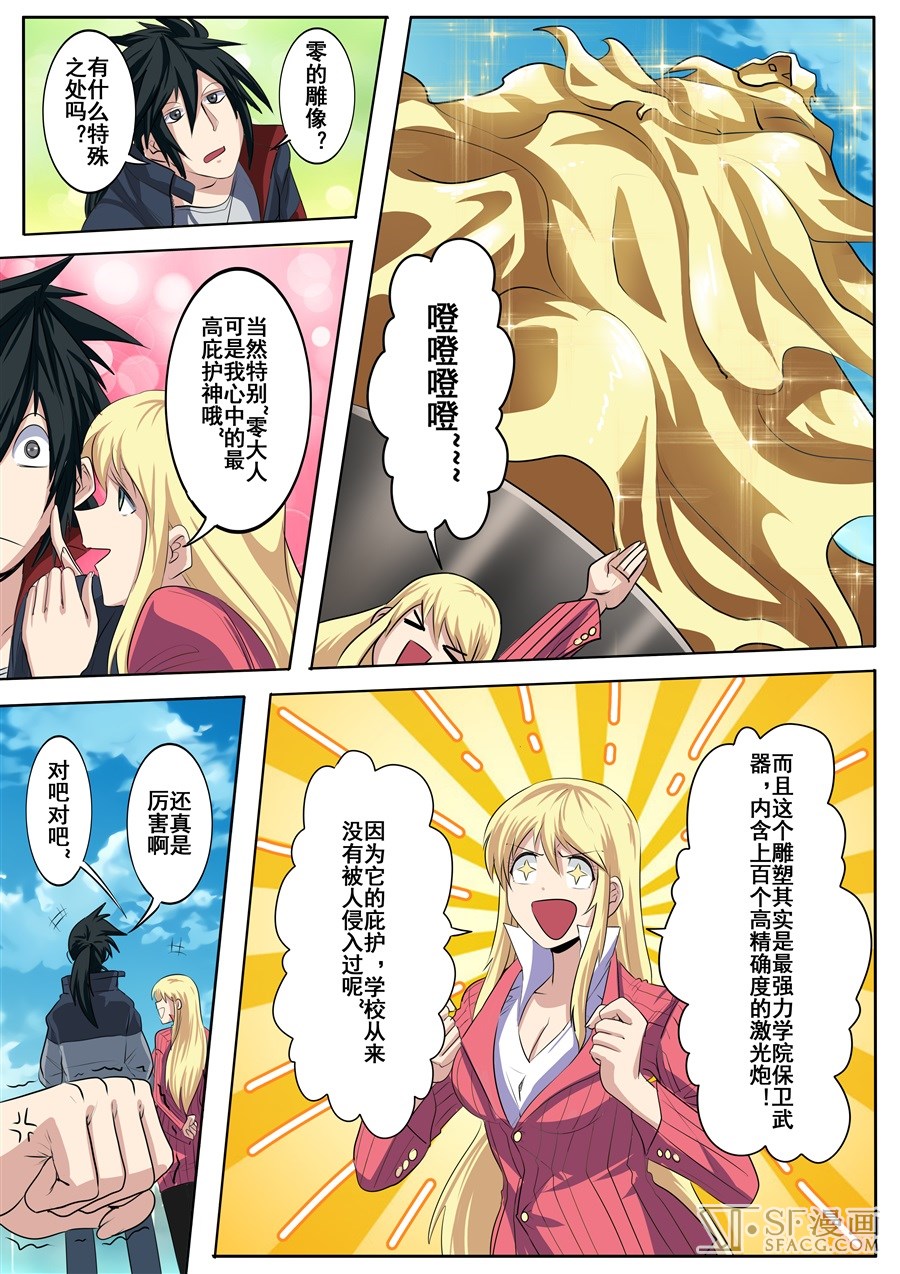 噔噔噔噔~~~
零的雕像?
有什么特殊
之处吗?
当然特别~零大人
可是我心中的最
高庇护神哦~
而且这个雕塑其实是最强力学院保卫武
器，内含上百个高精确度的激光炮!
因为它的庇护，学校从来
没有被人侵入过呢~
还真是
厉害啊
对吧对吧~
SF漫画
SFACG.COM